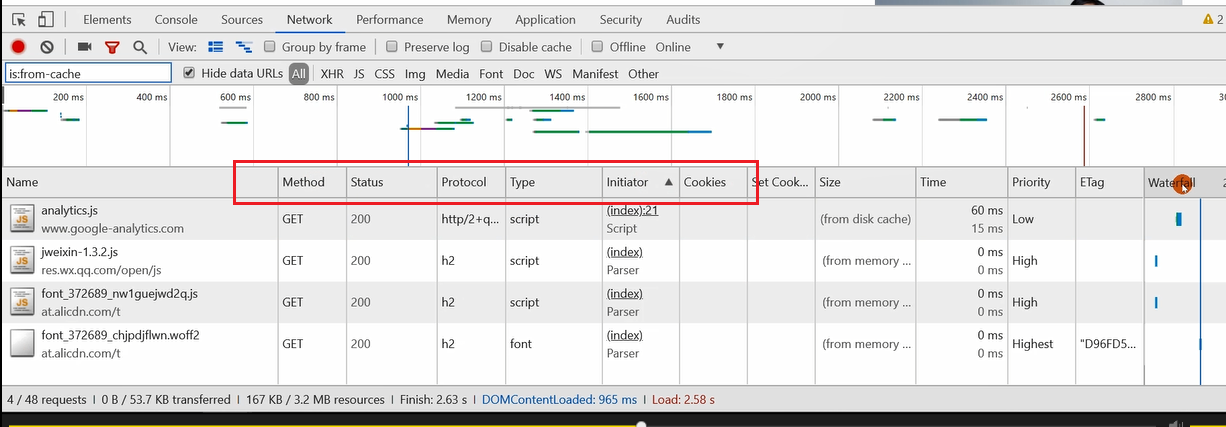 Elements Console Sources Network Performance Memory Application Security Audits 2
View: Group by frame Preserve log Disable cache Offline Online
is:from-cache Hide data URLs All XHR JS CSS Img Media Font Doc WS Manifest Other
200 ms 400 ms 600 ms 800 ms 1000 ms 1200 ms 1400 ms 1600 ms 1800 ms 2000 ms 2200 ms 2400 ms 2600 ms 2800 ms
Name Method Status Protocol Type Initiator ▲ Cookies Set Cook... Size Time Priority ETag Waterfall 2
analytics.js GET 200 http/2+q... script (index):21 (from disk cache) 60 ms Low
www.google-analytics.com Script 15 ms
jweixin-1.3.2.js GET 200 h2 script (index) (from memory ... 0 ms High
res.wx.qq.com/open/js Parser 0 ms
font_372689_nw1guejwd2q.js GET 200 h2 script (index) (from memory ... 0 ms High
at.alicdn.com/t Parser 0 ms
font_372689_chjpdjflwn.woff2 GET 200 h2 font (index) (from memory ... 0 ms Highest "D96FD5...
at.alicdn.com/t Parser 0 ms
4 / 48 requests | 0 B / 53.7 KB transferred | 167 KB / 3.2 MB resources | Finish: 2.63 s | DOMContentLoaded: 965 ms | Load: 2.58 s